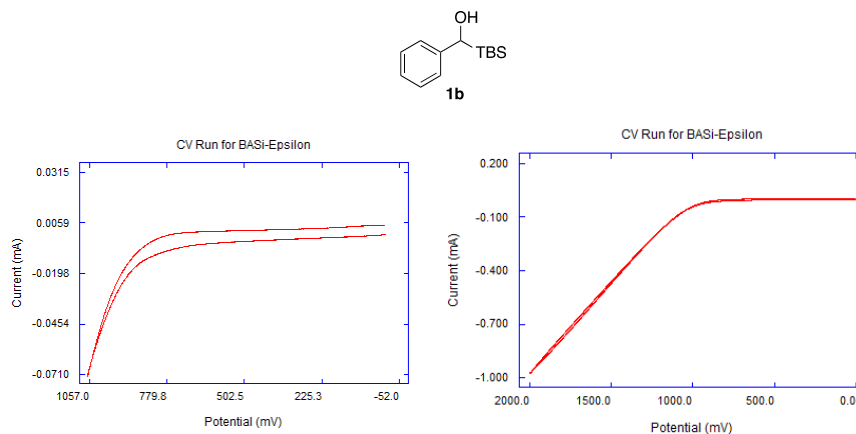 OH
TBS
1b
CV Run for BASi-Epsilon
0.0315
0.0059
-0.0198
-0.0454
-0.0710
Current (mA)
1057.0 779.8 502.5 225.3 -52.0
Potential (mV)
CV Run for BASi-Epsilon
0.200
-0.100
-0.400
-0.700
-1.000
Current (mA)
2000.0 1500.0 1000.0 500.0 0.0
Potential (mV)